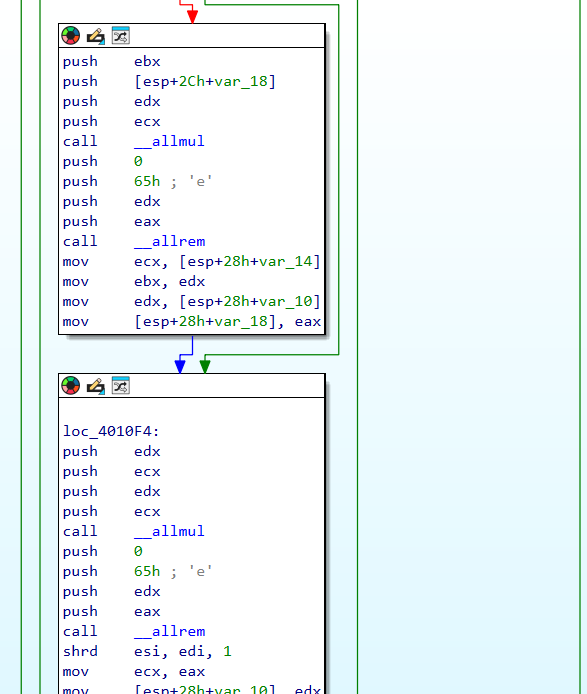 push ebx
push [esp+2Ch+var_18]
push edx
push ecx
call __allmul
push 0
push 65h ; 'e'
push edx
push eax
call __allrem
mov ecx, [esp+28h+var_14]
mov ebx, edx
mov edx, [esp+28h+var_10]
mov [esp+28h+var_18], eax
loc_4010F4:
push edx
push ecx
push edx
push ecx
call __allmul
push 0
push 65h ; 'e'
push edx
push eax
call __allrem
shrd esi, edi, 1
mov ecx, eax
mov [esp+28h+var_10], edx